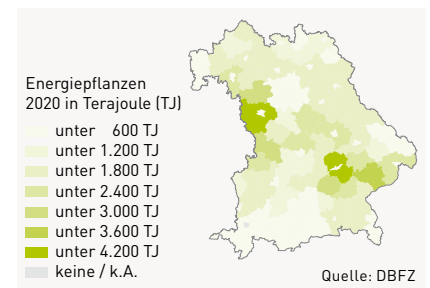 Energiepflanzen
2020 in Terajoule (TJ)
unter 600 TJ
unter 1.200 TJ
unter 1.800 TJ
unter 2.400 TJ
unter 3.000 TJ
unter 3.600 TJ
unter 4.200 TJ
keine / k.A.
Quelle: DBFZ